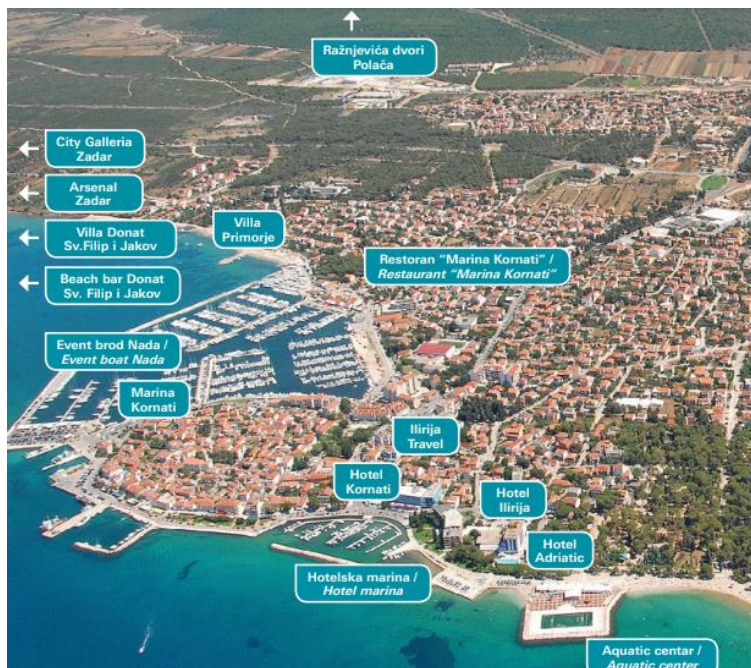 Ražnjevića dvori
Polača
City Galleria
Zadar
Arsenal
Zadar
Villa Donat
Sv.Filip i Jakov
Villa
Primorje
Beach bar Donat
Sv. Filip i Jakov
Restoran "Marina Kornati" /
Restaurant "Marina Kornati"
Event brod Nada /
Event boat Nada
Marina
Kornati
Ilirija
Travel
Hotel
Kornati
Hotel
Ilirija
Hotel
Adriatic
Hotelska marina /
Hotel marina
Aquatic centar /
Aquatic center